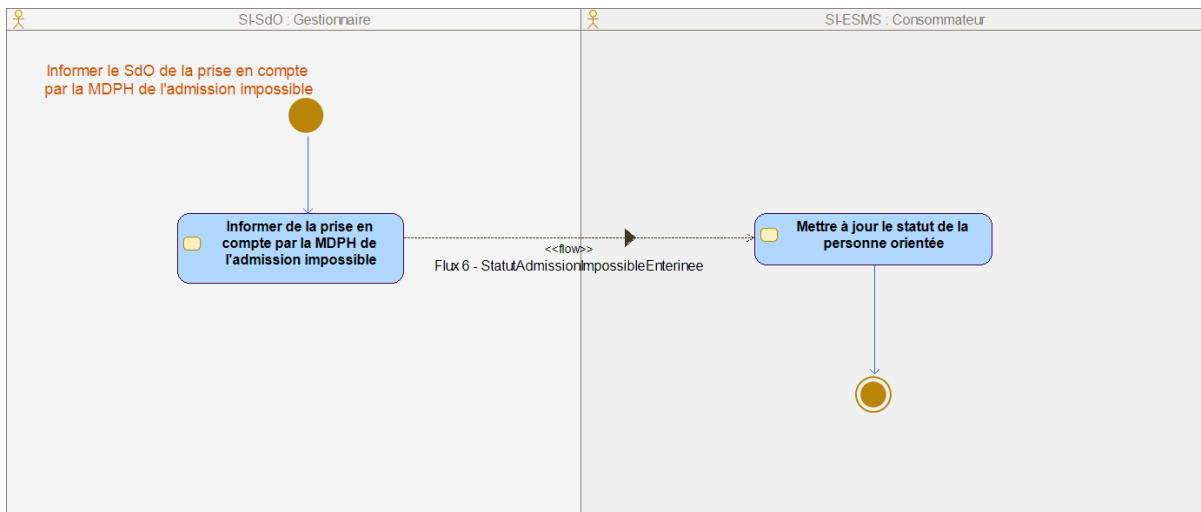 SI-SdO : Gestionnaire
SI-ESMS : Consommateur
Informer le SdO de la prise en compte
par la MDPH de l'admission impossible
Informer de la prise en
compte par la MDPH de
l'admission impossible
<<flow>>
Flux 6 - StatutAdmissionImpossibleEnterinee
Mettre à jour le statut de la
personne orientée